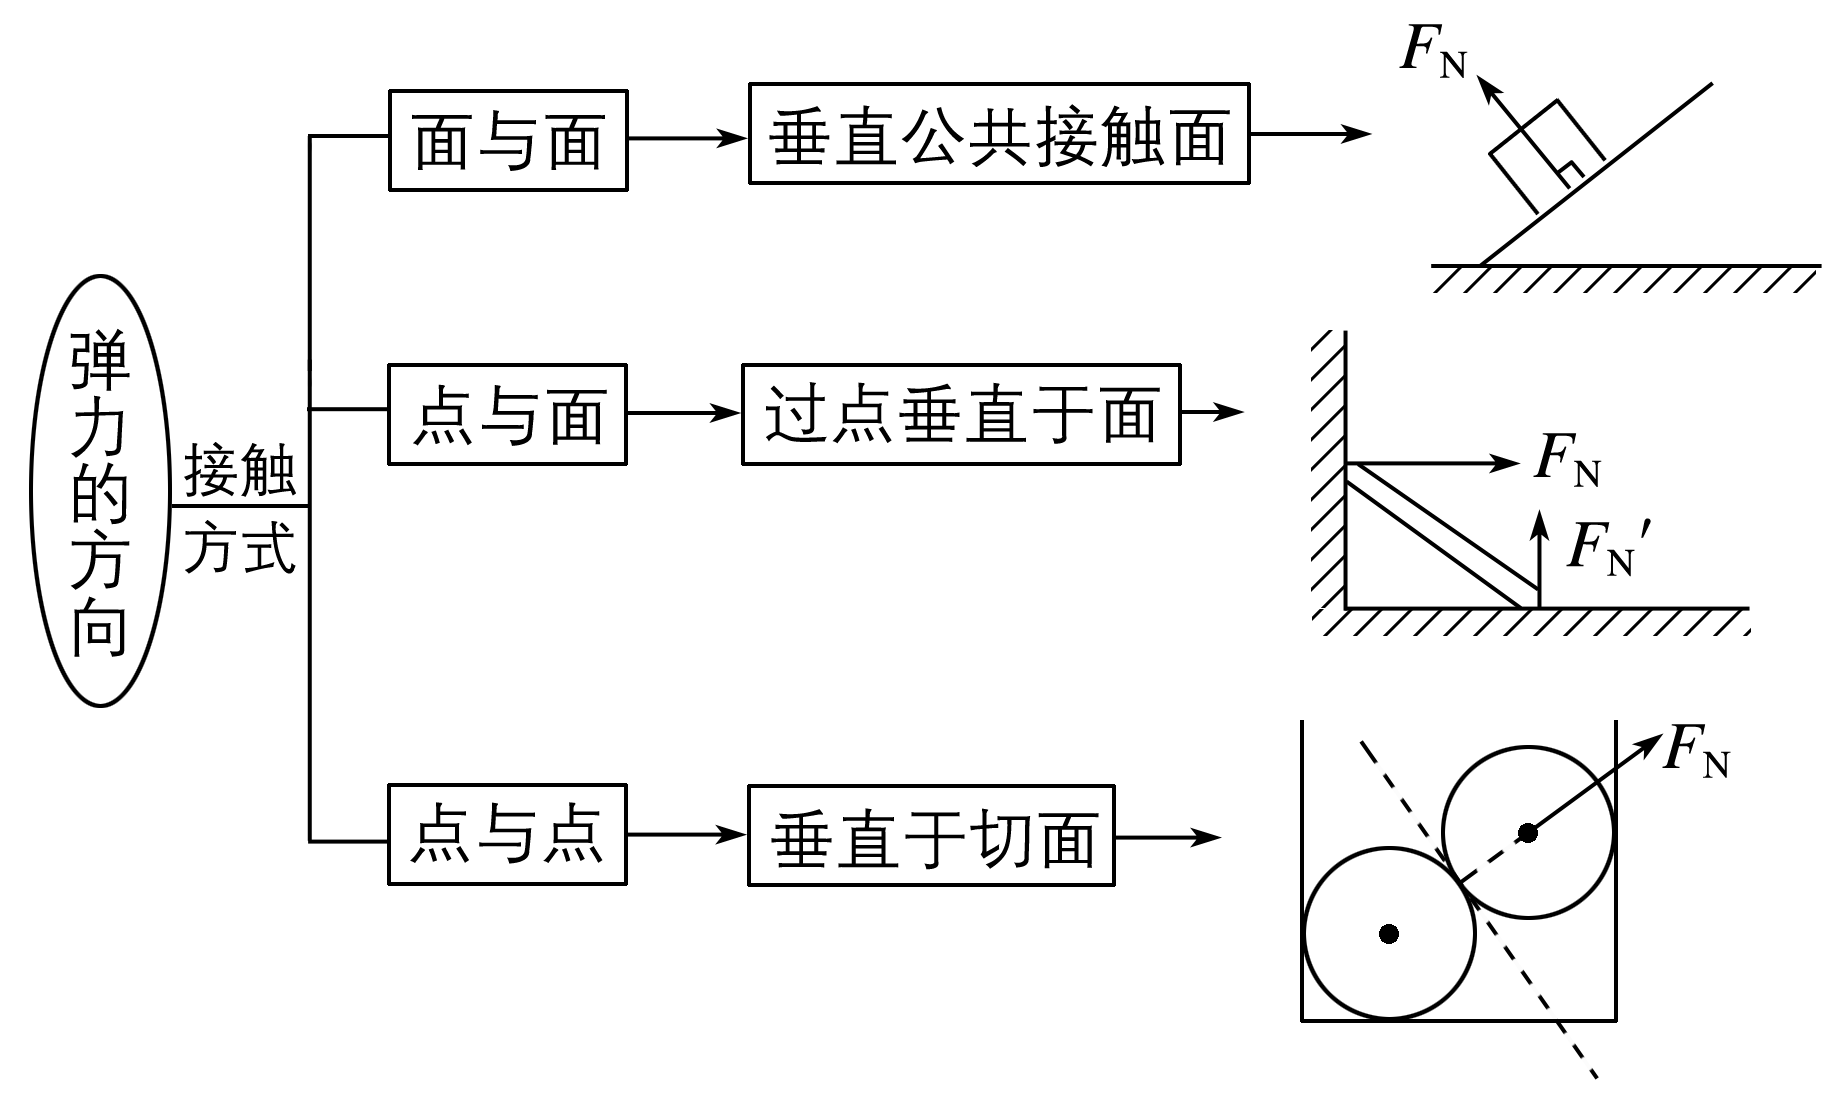 弹力的方向
接触
方式
面与面
垂直公共接触面
F_N
点与面
过点垂直于面
F_N
F_N′
点与点
垂直于切面
F_N